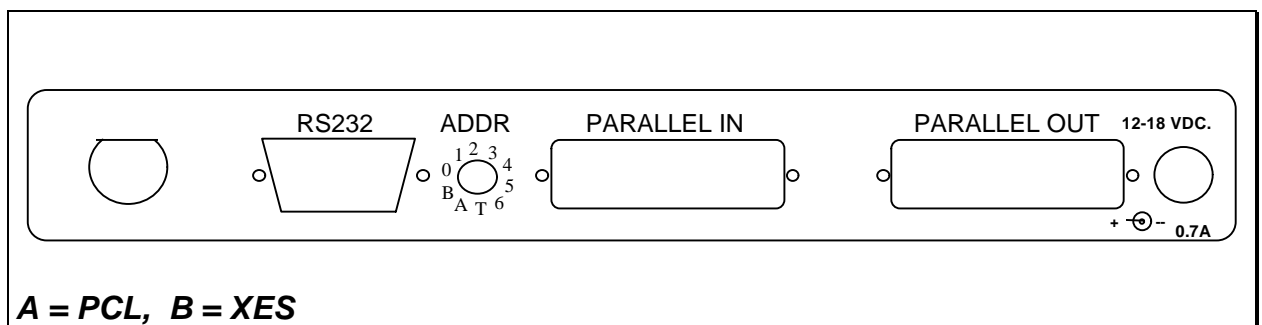 RS232 ADDR PARALLEL IN PARALLEL OUT 12-18 VDC.
0 1 2 3 4 5 6 T A B
+ -- 0.7A
A = PCL, B = XES